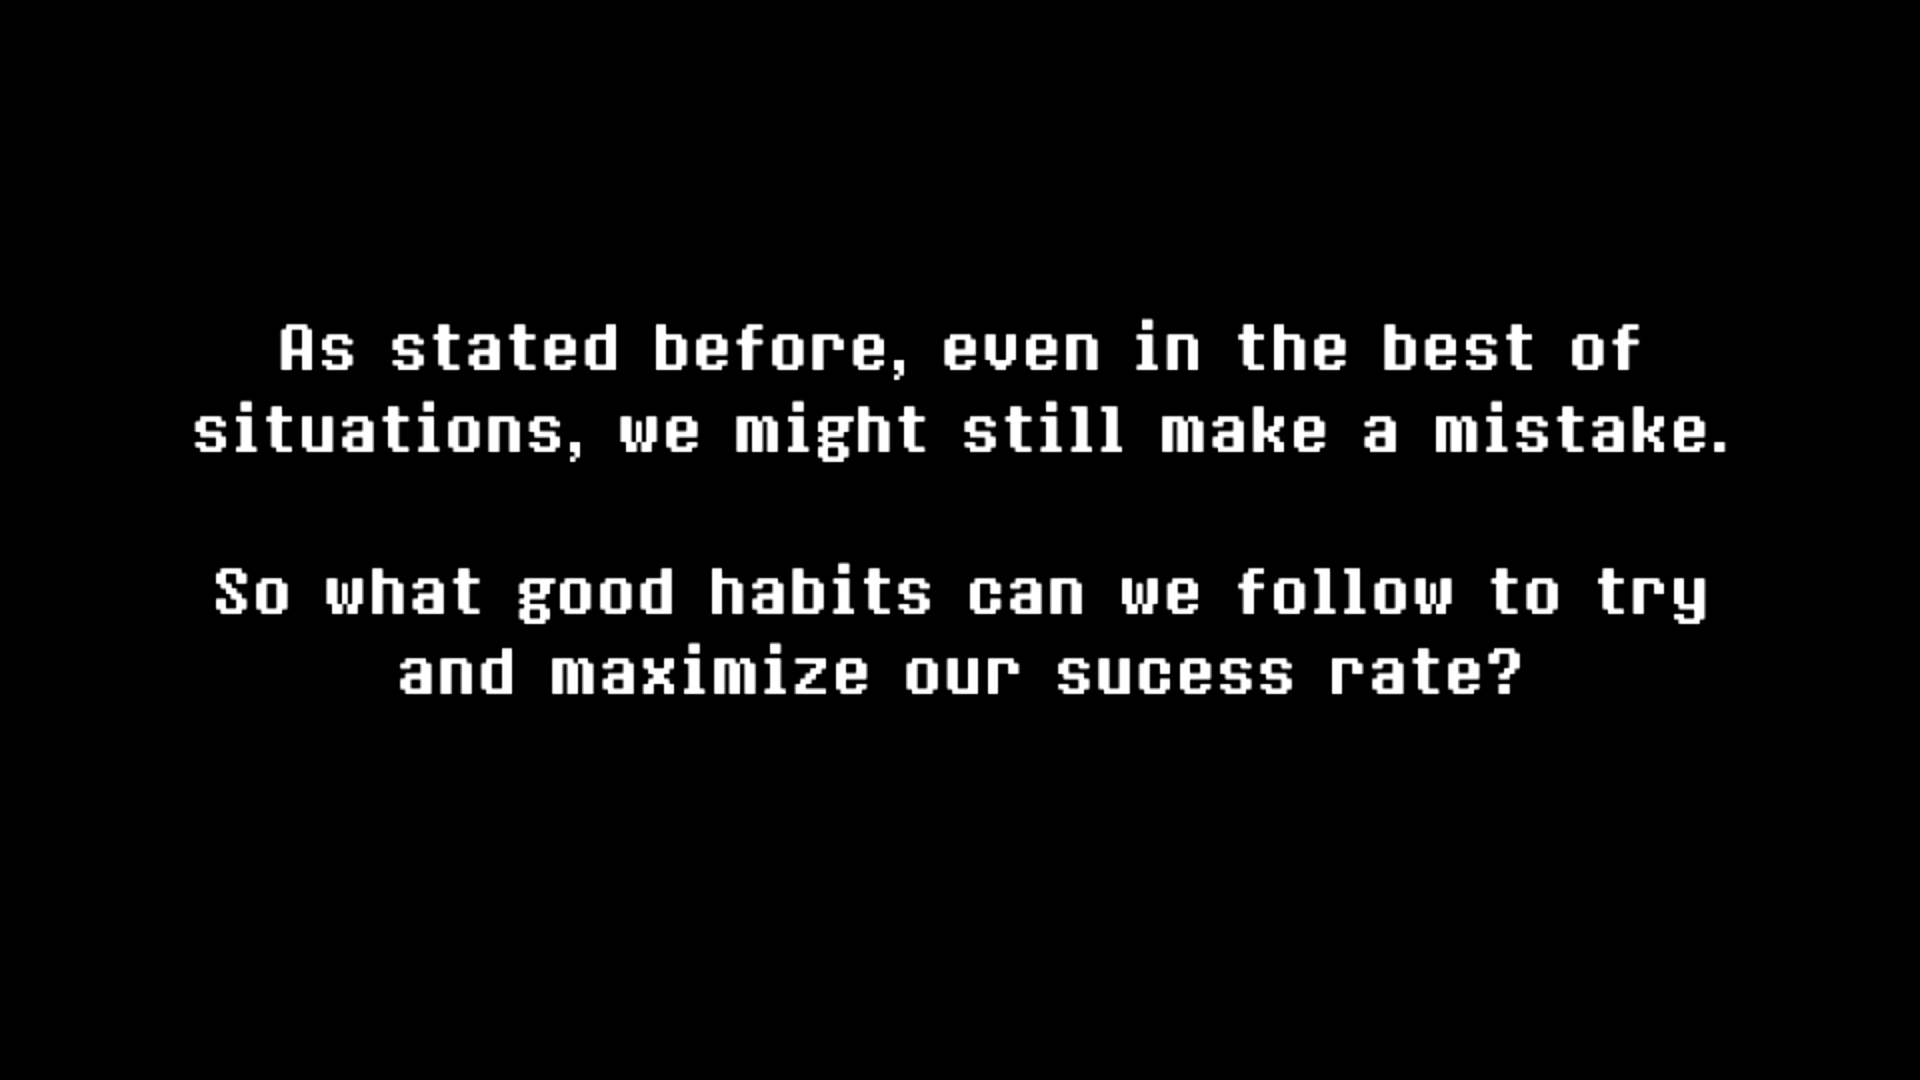 As stated before, even in the best of
situations, we might still make a mistake.
So what good habits can we follow to try
and maximize our sucess rate?